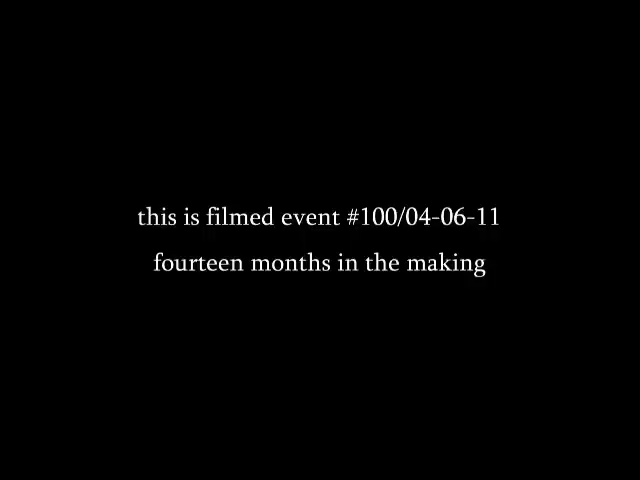 this is filmed event #100/04-06-11
fourteen months in the making